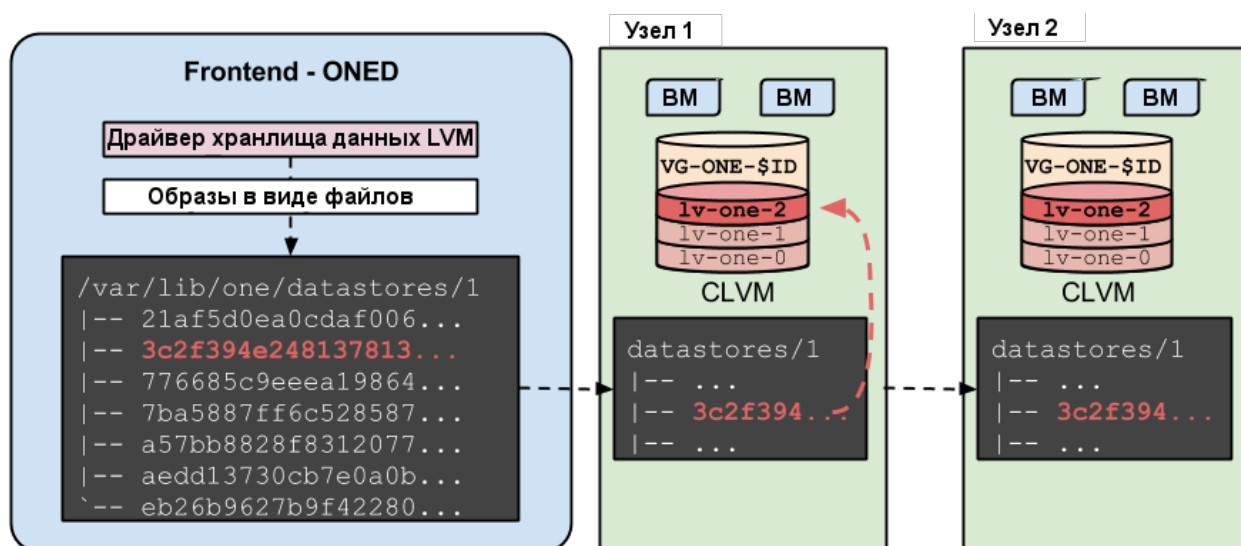 Frontend - ONED
Драйвер хранлища данных LVM
Образы в виде файлов
/var/lib/one/datastores/1
|-- 21af5d0ea0cdaf006...
|-- 3c2f394e248137813...
|-- 776685c9eeea19864...
|-- 7ba5887ff6c528587...
|-- a57bb8828f8312077...
|-- aedd13730cb7e0a0b...
`-- eb26b9627b9f42280...
Узел 1
ВМ ВМ
VG-ONE-$ID
lv-one-2
lv-one-1
lv-one-0
CLVM
datastores/1
|-- ...
|-- 3c2f394...
|-- ...
Узел 2
ВМ ВМ
VG-ONE-$ID
lv-one-2
lv-one-1
lv-one-0
CLVM
datastores/1
|-- ...
|-- 3c2f394...
|-- ...